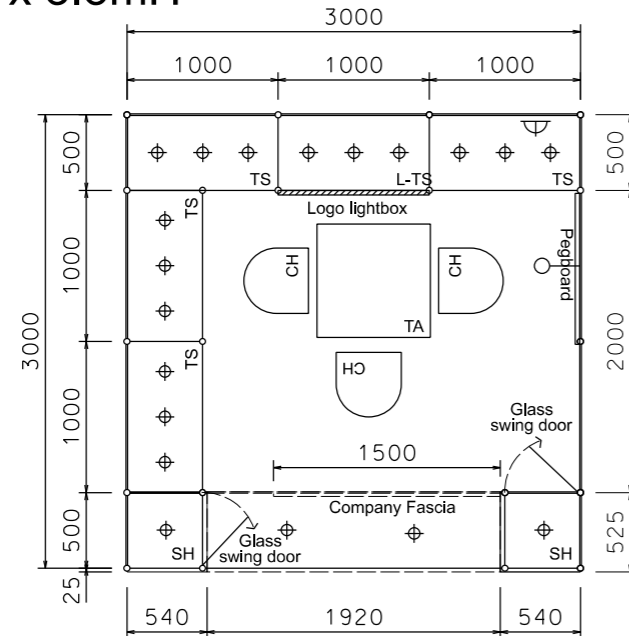 3000
1000
1000
1000
500
1000
1000
500
25
3000
500
2000
525
TS
L-TS
TS
Logo lightbox
TS
CH
CH
Pegboard
TA
TS
CH
Glass
swing door
1500
Company Fascia
SH
Glass
swing door
SH
540
1920
540